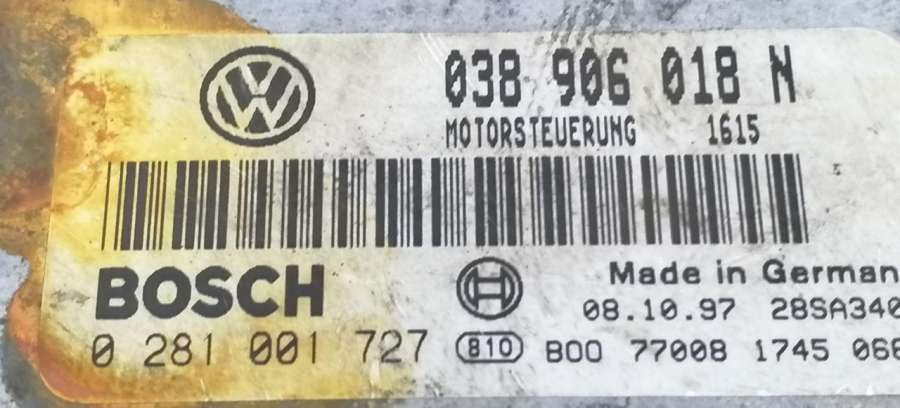 038 906 018 N
MOTORSTEUERUNG 1615
BOSCH
Made in German
08.10.97 28SA340
0 281 001 727 810 B00 77008 1745 066